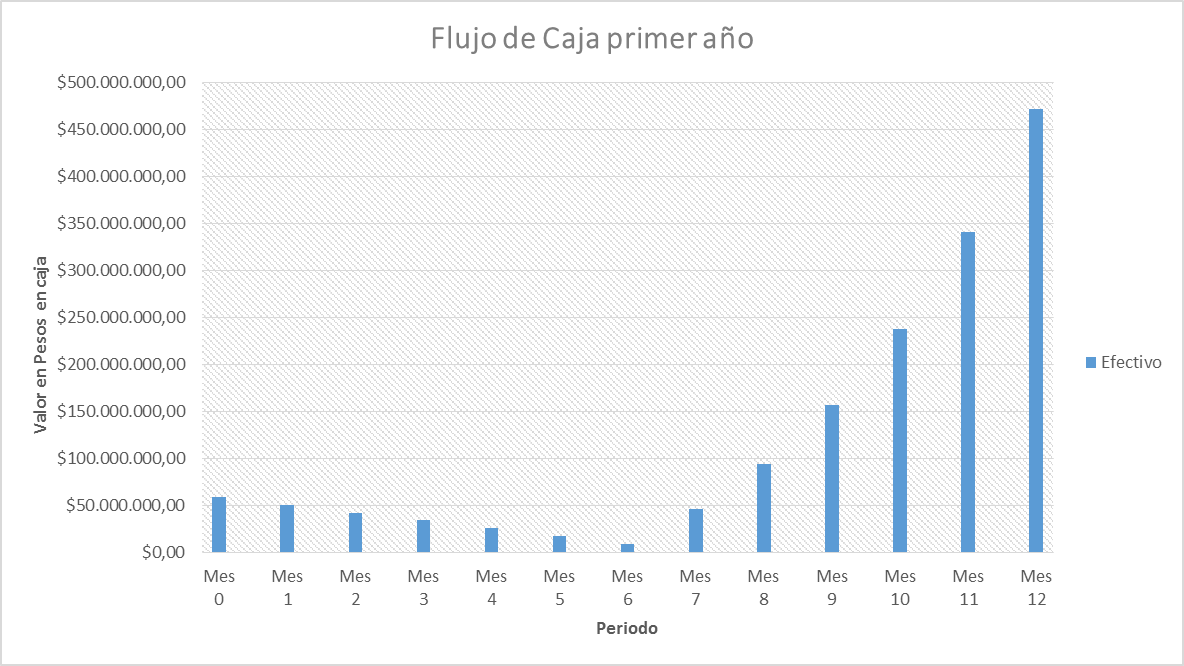 Flujo de Caja primer año
$500.000.000,00
$450.000.000,00
$400.000.000,00
$350.000.000,00
$300.000.000,00
$250.000.000,00
$200.000.000,00
$150.000.000,00
$100.000.000,00
$50.000.000,00
$0,00
Valor en Pesos en caja
Mes 0
Mes 1
Mes 2
Mes 3
Mes 4
Mes 5
Mes 6
Mes 7
Mes 8
Mes 9
Mes 10
Mes 11
Mes 12
Periodo
Efectivo